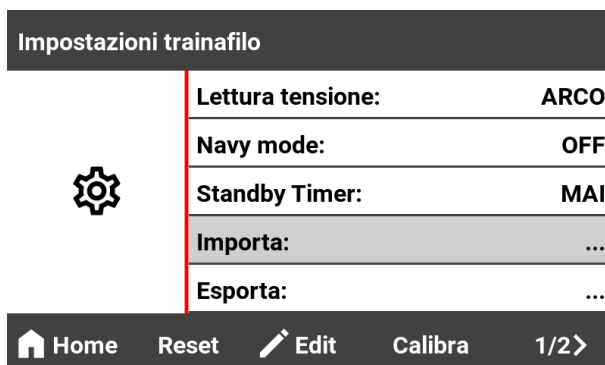 Impostazioni trainafilo
Lettura tensione: ARCO
Navy mode: OFF
Standby Timer: MAI
Importa: ...
Esporta: ...
Home Reset Edit Calibra 1/2>